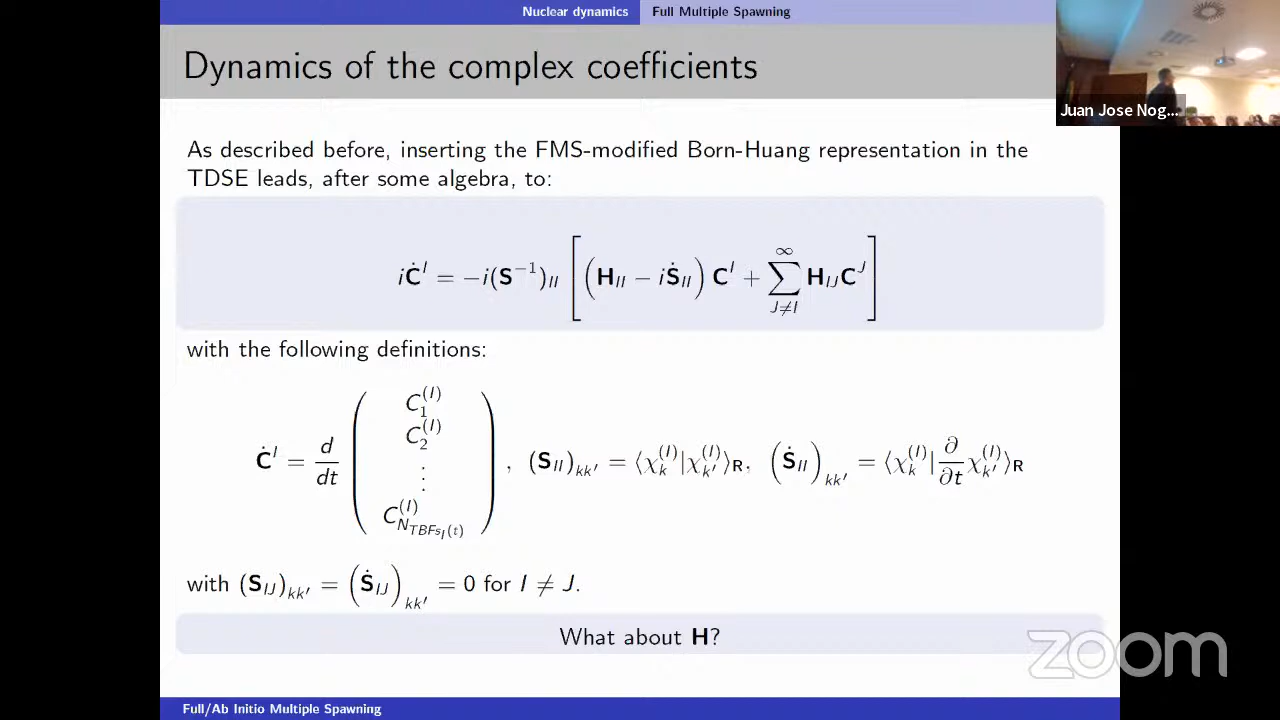 Nuclear dynamics Full Multiple Spawning
Dynamics of the complex coefficients
Juan Jose Nog...
As described before, inserting the FMS-modified Born-Huang representation in the
TDSE leads, after some algebra, to:
iĊ^I = −i(S^{−1})_{II} [ (H_{II} − iṠ_{II}) C^I + ∑_{J≠I}^{∞} H_{IJ}C^J ]
with the following definitions:
Ċ^I = d/dt ( C_1^{(I)} C_2^{(I)} ⋮ C_{N_{TBFs_I}(t)}^{(I)} ) , (S_{II})_{kk′} = ⟨χ_k^{(I)}|χ_{k′}^{(I)}⟩_R, (Ṡ_{II})_{kk′} = ⟨χ_k^{(I)}|∂/∂t χ_{k′}^{(I)}⟩_R
with (S_{IJ})_{kk′} = (Ṡ_{IJ})_{kk′} = 0 for I ≠ J.
What about H?
zoom
Full/Ab Initio Multiple Spawning